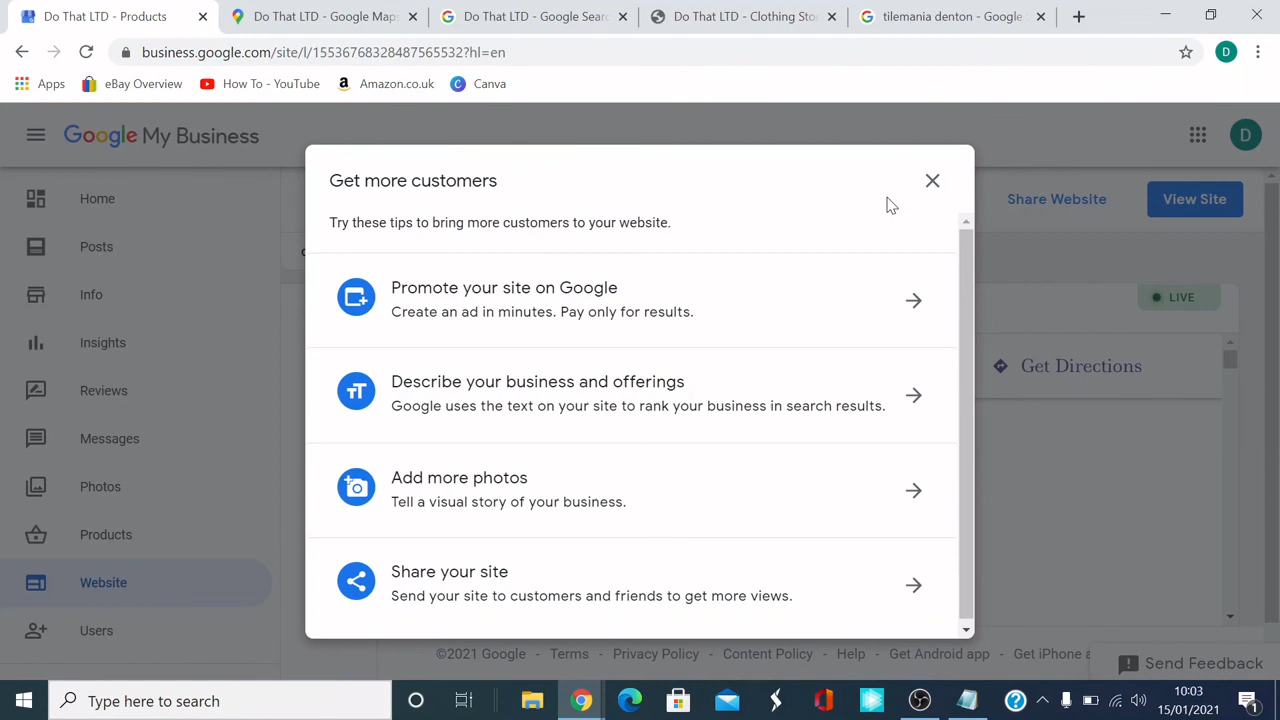 Do That LTD - Products
Do That LTD - Google Maps
Do That LTD - Google Sear
Do That LTD - Clothing Sto
tilemania denton - Google
business.google.com/site/l/15536768328487565532?hl=en
D
Apps
eBay Overview
How To - YouTube
Amazon.co.uk
Canva
Google My Business
D
Home
Posts
Info
Insights
Reviews
Messages
Photos
Products
Website
Users
Share Website
View Site
LIVE
Get Directions
Get more customers
Try these tips to bring more customers to your website.
Promote your site on Google
Create an ad in minutes. Pay only for results.
Describe your business and offerings
Google uses the text on your site to rank your business in search results.
Add more photos
Tell a visual story of your business.
Share your site
Send your site to customers and friends to get more views.
©2021 Google - Terms - Privacy Policy - Content Policy - Help - Get Android app - Get iPhone
Send Feedback
Type here to search
10:03
15/01/2021
1